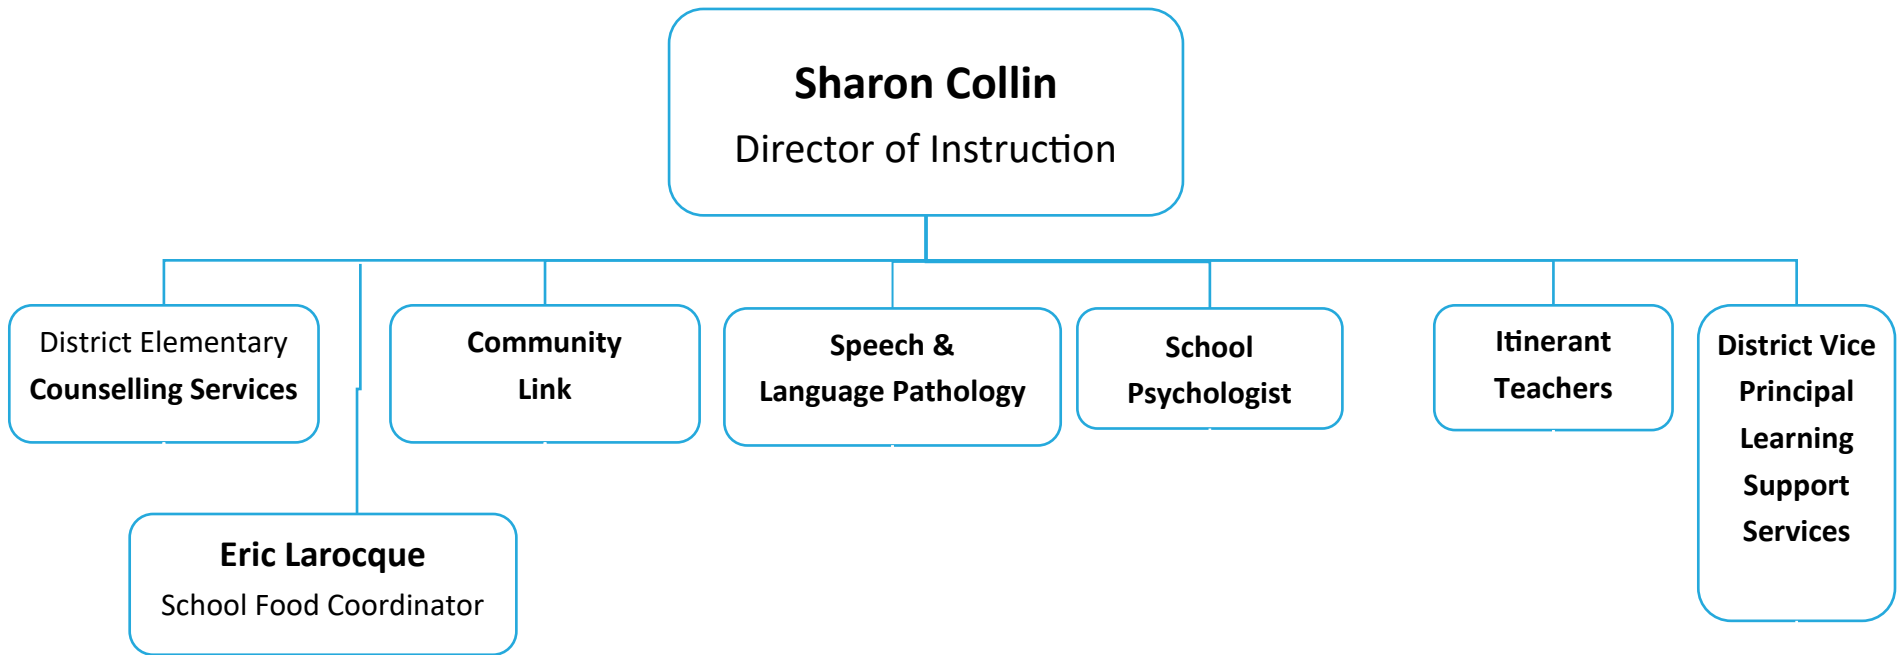 Sharon Collin
Director of Instruction
District Elementary
Counselling Services
Community
Link
Speech &
Language Pathology
School
Psychologist
Itinerant
Teachers
District Vice
Principal
Learning
Support
Services
Eric Larocque
School Food Coordinator